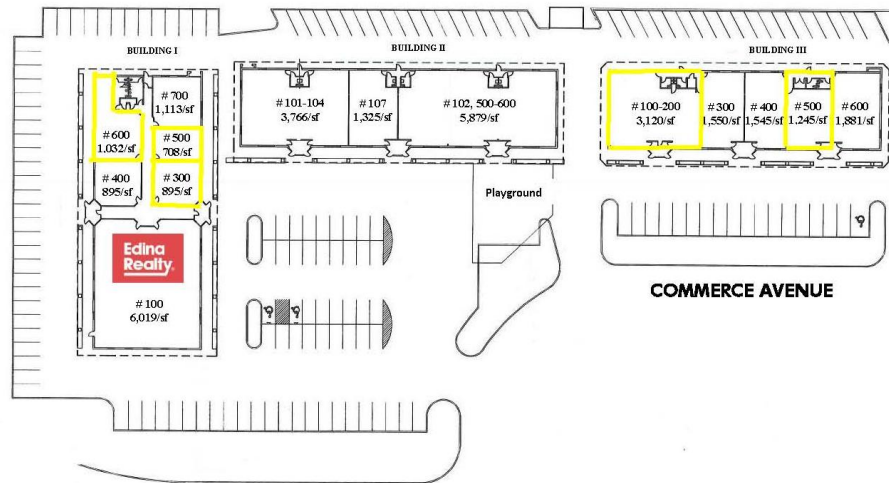 BUILDING I
BUILDING II
BUILDING III
# 700
1,113/sf
# 600
1,032/sf
# 500
708/sf
# 400
895/sf
# 300
895/sf
Edina
Realty.
# 100
6,019/sf
# 101-104
3,766/sf
# 107
1,325/sf
# 102, 500-600
5,879/sf
# 100-200
3,120/sf
# 300
1,550/sf
# 400
1,545/sf
# 500
1,245/sf
# 600
1,881/sf
Playground
COMMERCE AVENUE